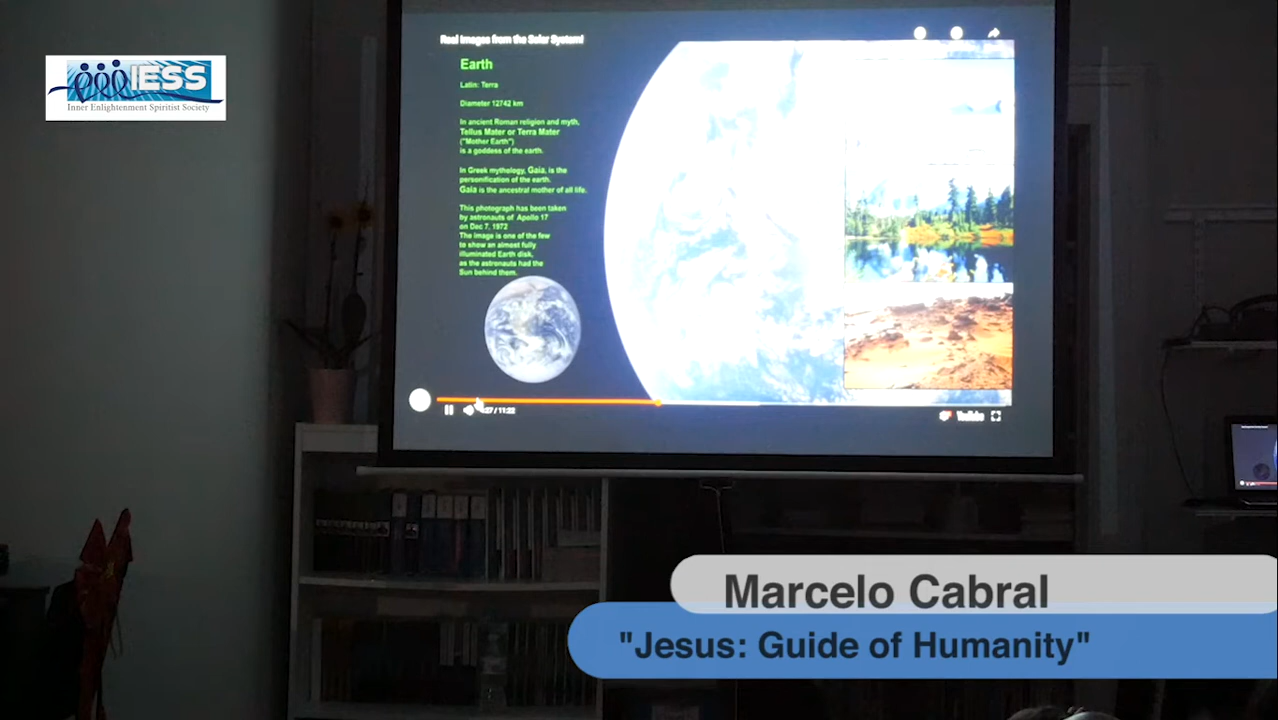 IESS
Inner Enlightenment Spiritist Society
Real Images from the Solar System!
Earth
Latin: Terra
Diameter 12742 km
In ancient Roman religion and myth,
Tellus Mater or Terra Mater
("Mother Earth")
is a goddess of the earth.
In Greek mythology, Gaia, is the
personification of the earth.
Gaia is the ancestral mother of all life.
This photograph has been taken
by astronauts of Apollo 17
on Dec 7, 1972
The image is one of the few
to show an almost fully
illuminated Earth disk,
as the astronauts had the
Sun behind them.
/ 11:22
YouTube
Marcelo Cabral
"Jesus: Guide of Humanity"